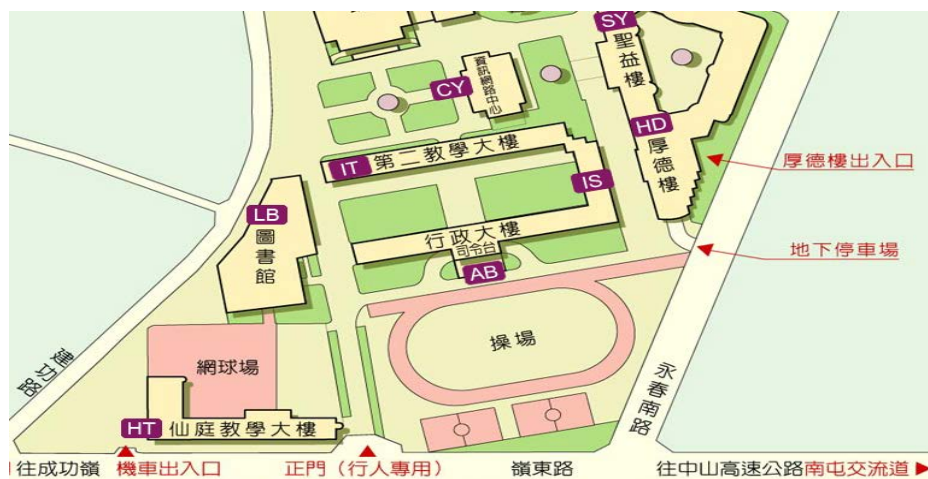 SY
聖益樓
CY
資訊網路中心
HD
厚德樓
厚德樓出入口
IT 第二教學大樓
IS
LB
圖書館
行政大樓
司令台
AB
地下停車場
操場
網球場
建功路
永春南路
HT 仙庭教學大樓
往成功嶺 機車出入口 正門（行人專用） 嶺東路 往中山高速公路南屯交流道